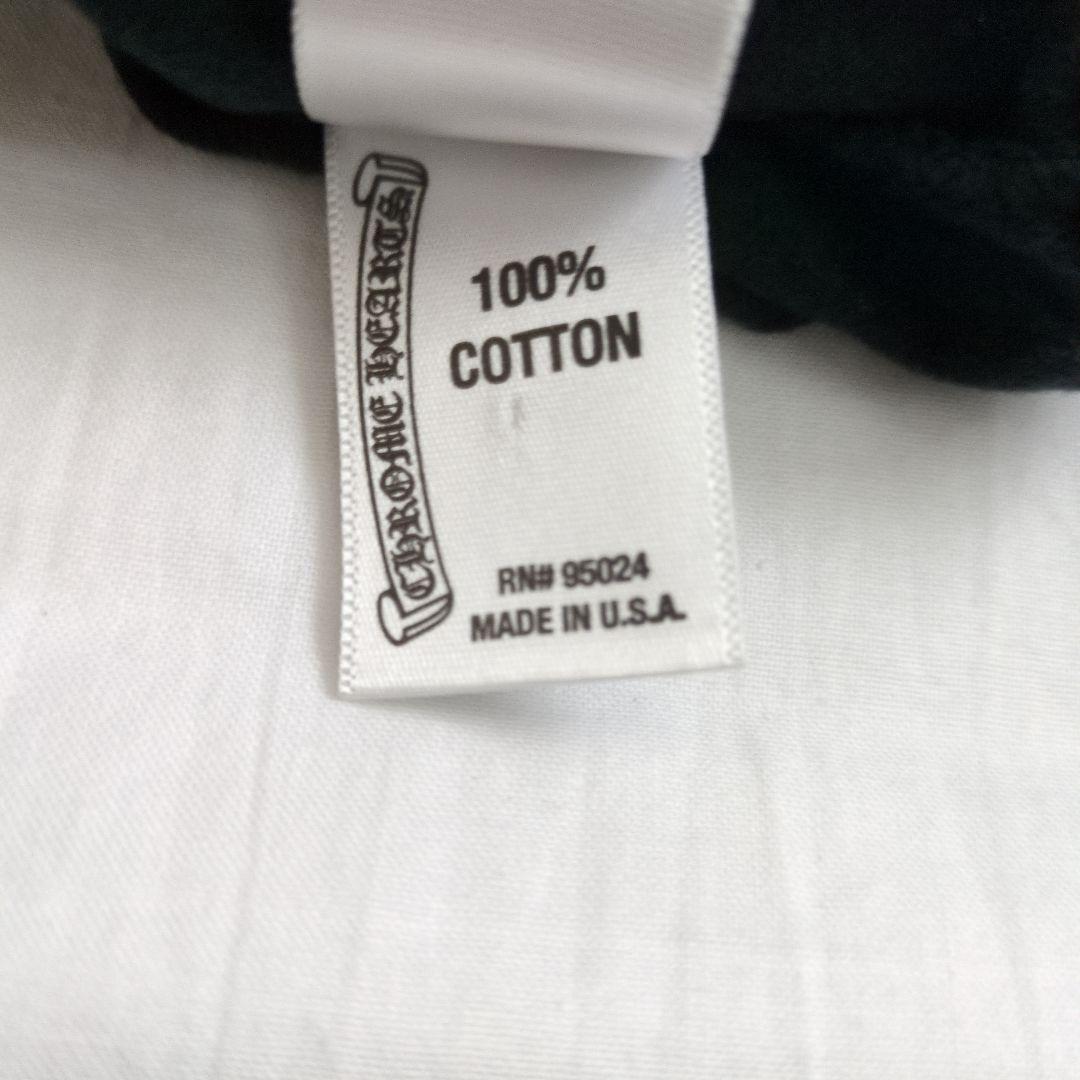 CHROME HEARTS
100%
COTTON
RN# 95024
MADE IN U.S.A.